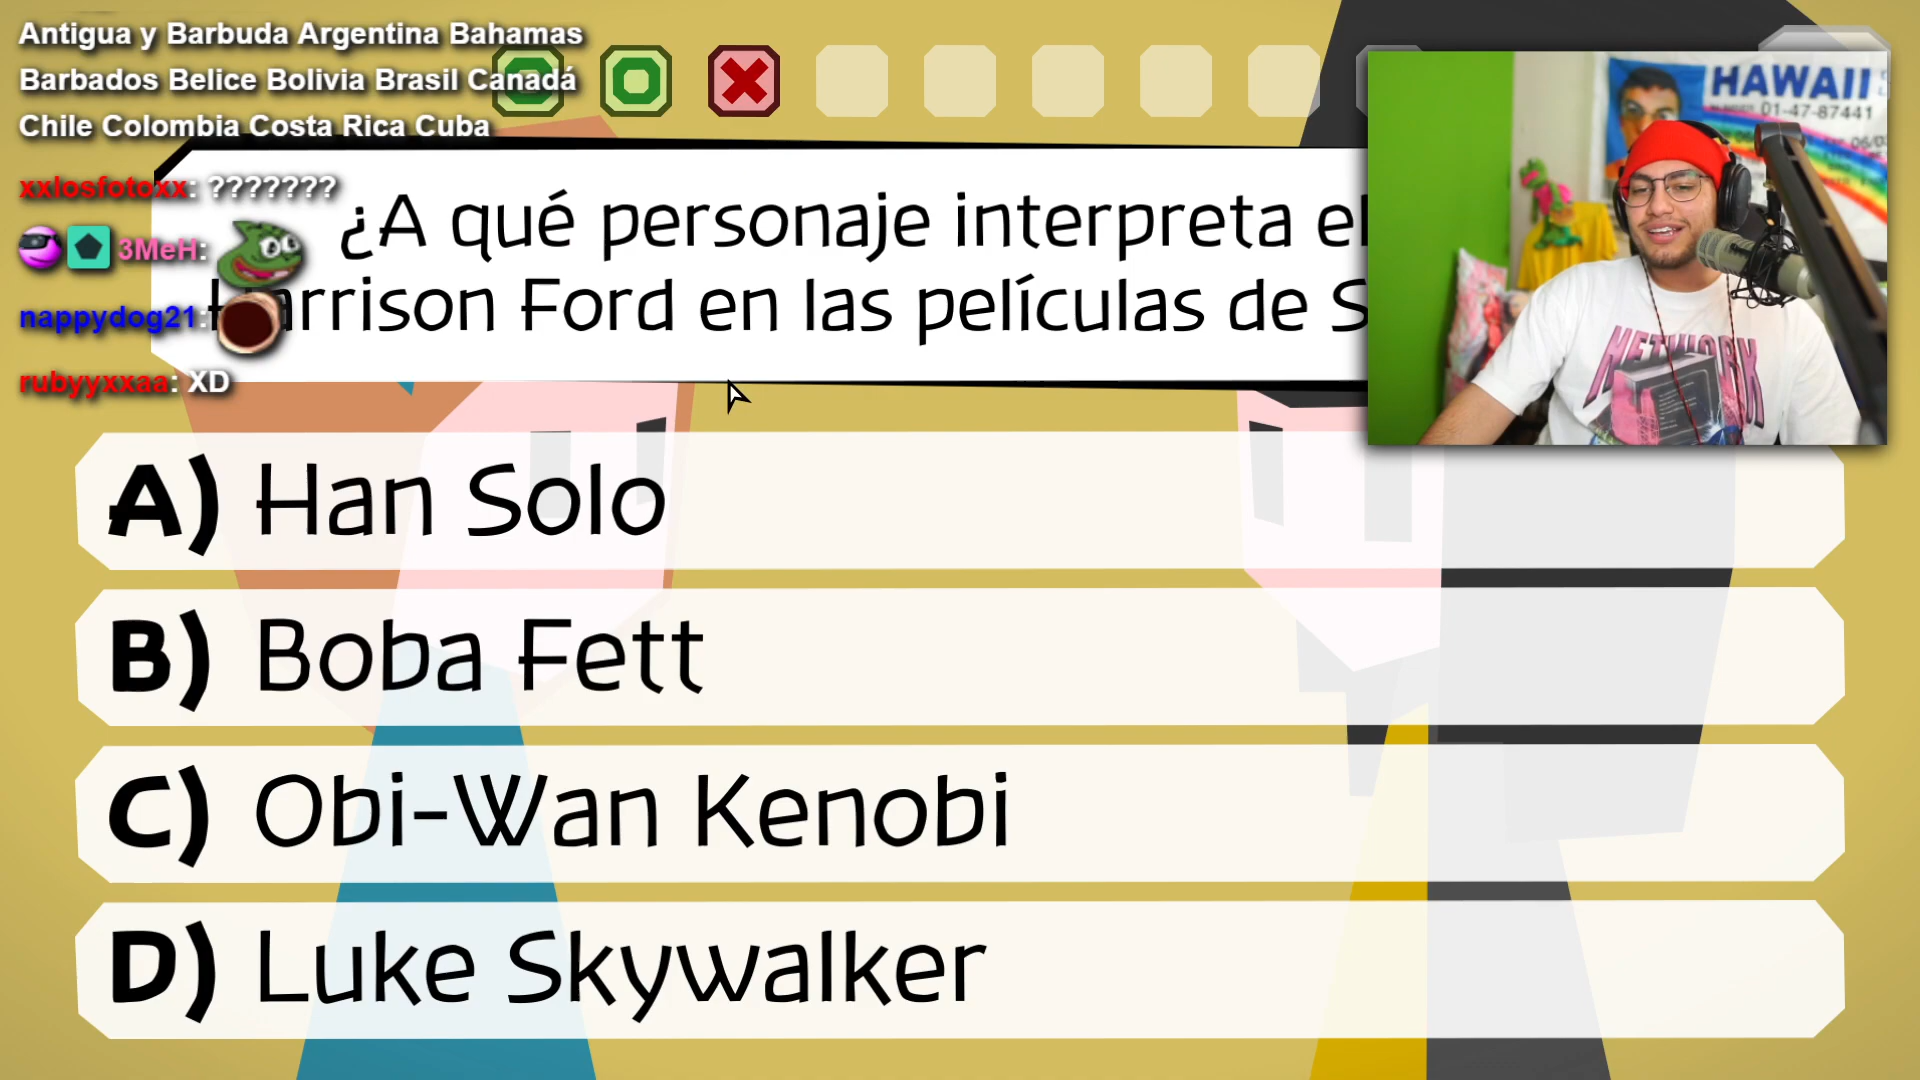 Antigua y Barbuda Argentina Bahamas
Barbados Belice Bolivia Brasil Canadá
Chile Colombia Costa Rica Cuba
xxlosfotoxx: ???????
3MeH:
nappydog21:
rubyyxxaa: XD
¿A qué personaje interpreta el
Harrison Ford en las películas de S
A) Han Solo
B) Boba Fett
C) Obi-Wan Kenobi
D) Luke Skywalker
HAWAII
01-47-87441
NETWORK